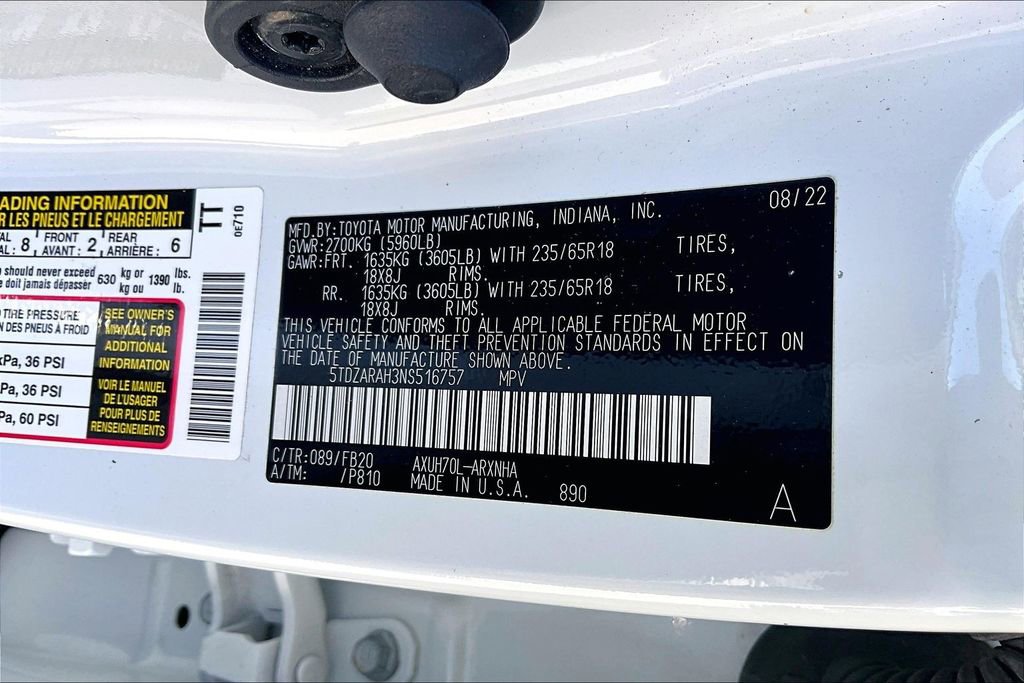 ADING INFORMATION
R LES PNEUS ET LE CHARGEMENT
AL : 8, FRONT AVANT : 2, REAR ARRIÈRE : 6
should never exceed
doit jamais dépasser 630 kg or kg ou 1390 lbs. lb.
TIRE PRESSURE
DES PNEUS À FROID
kPa, 36 PSI
Pa, 36 PSI
Pa, 60 PSI
SEE OWNER'S
MANUAL FOR
ADDITIONAL
INFORMATION
VOIR LE MANUEL
DE L'USAGER
POUR PLUS DE
RENSEIGNEMENTS
TT
0E710
MFD.BY:TOYOTA MOTOR MANUFACTURING, INDIANA, INC. 08/22
GVWR:2700KG (5960LB)
GAWR:FRT. 1635KG (3605LB) WITH 235/65R18 TIRES,
18X8J RIMS.
RR. 1635KG (3605LB) WITH 235/65R18 TIRES,
18X8J RIMS.
THIS VEHICLE CONFORMS TO ALL APPLICABLE FEDERAL MOTOR
VEHICLE SAFETY AND THEFT PREVENTION STANDARDS IN EFFECT ON
THE DATE OF MANUFACTURE SHOWN ABOVE.
5TDZARAH3NS516757 MPV
C/TR:089/FB20 AXUH70L-ARXNHA
A/TM: /P810 MADE IN U.S.A. 890
A